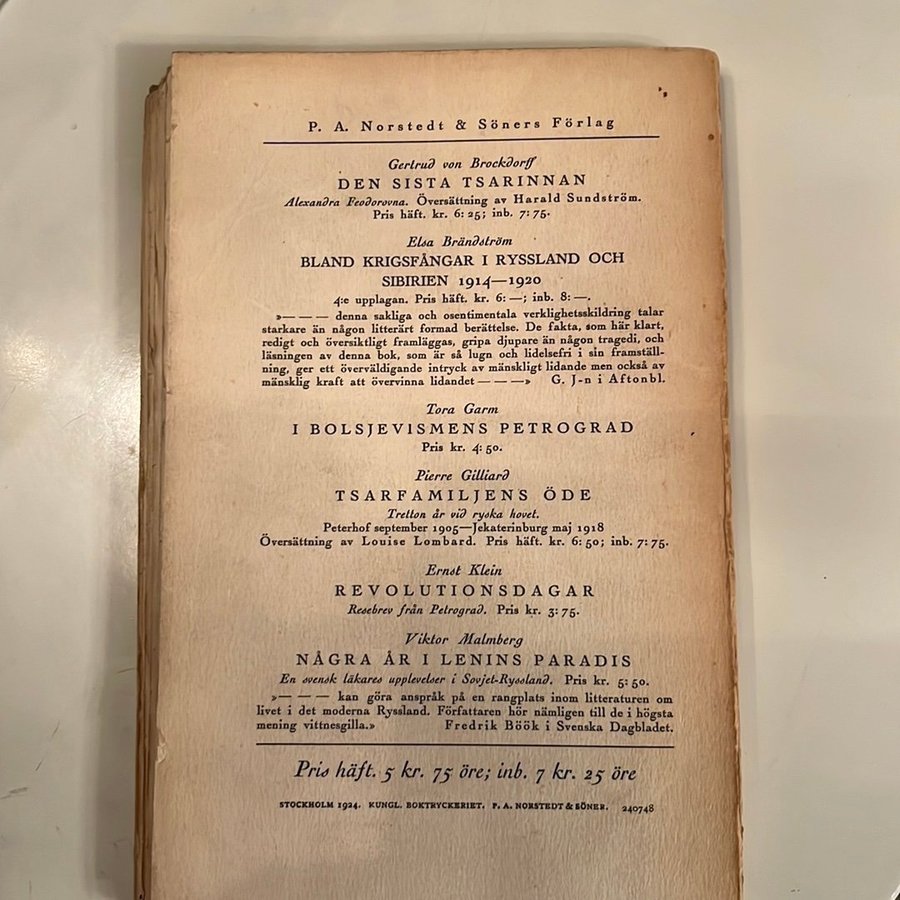 P. A. Norstedt & Söners Förlag
Gertrud von Brockdorff
DEN SISTA TSARINNAN
Alexandra Feodorovna. Översättning av Harald Sundström.
Pris häft. kr. 6: 25; inb. 7: 75.
Elsa Brändström
BLAND KRIGSFÅNGAR I RYSSLAND OCH
SIBIRIEN 1914—1920
4:e upplagan. Pris häft. kr. 6: —; inb. 8: —.
»— — — denna sakliga och osentimentala verklighetsskildring talar
starkare än någon litterärt formad berättelse. De fakta, som här klart,
redigt och översiktligt framläggas, gripa djupare än någon tragedi, och
läsningen av denna bok, som är så lugn och lidelsefri i sin framställ-
ning, ger ett överväldigande intryck av mänskligt lidande men också av
mänsklig kraft att övervinna lidandet — — —» G. J-n i Aftonbl.
Tora Garm
I BOLSJEVISMENS PETROGRAD
Pris kr. 4: 50.
Pierre Gilliard
TSARFAMILJENS ÖDE
Tretton år vid ryska hovet.
Peterhof september 1905—Jekaterinburg maj 1918
Översättning av Louise Lombard. Pris häft. kr. 6: 50; inb. 7: 75.
Ernst Klein
REVOLUTIONSDAGAR
Resebrev från Petrograd. Pris kr. 3: 75.
Viktor Malmberg
NÅGRA ÅR I LENINS PARADIS
En svensk läkares upplevelser i Sovjet-Ryssland. Pris kr. 5: 50.
»— — — kan göra anspråk på en rangplats inom litteraturen om
livet i det moderna Ryssland. Författaren hör nämligen till de i högsta
mening vittnesgilla.» Fredrik Böök i Svenska Dagbladet.
Pris häft. 5 kr. 75 öre; inb. 7 kr. 25 öre
STOCKHOLM 1924. KUNGL. BOKTRYCKERIET. P. A. NORSTEDT & SÖNER. 240748